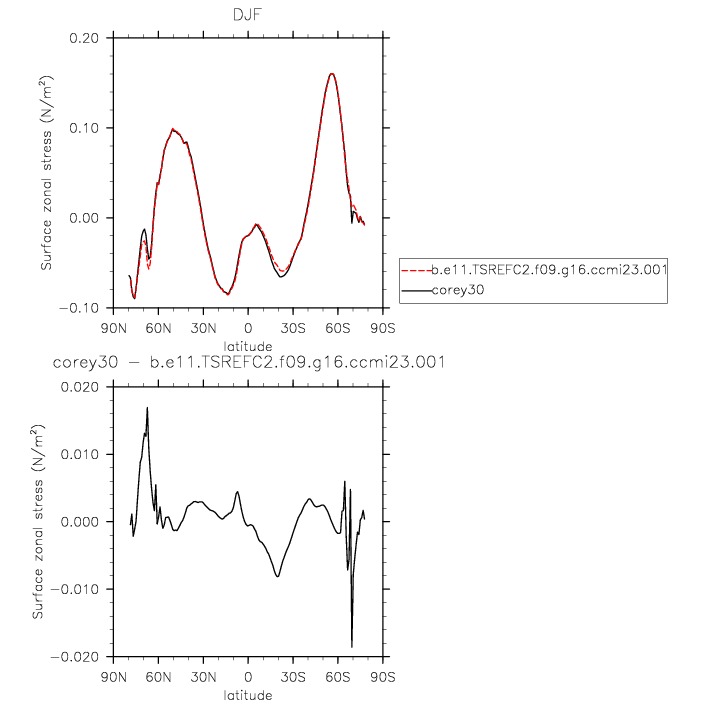 DJF
0.20
0.10
0.00
−0.10
Surface zonal stress (N/m²)
90N 60N 30N 0 30S 60S 90S
latitude
b.e11.TSREFC2.f09.g16.ccmi23.001
corey30
corey30 − b.e11.TSREFC2.f09.g16.ccmi23.001
0.020
0.010
0.000
−0.010
−0.020
Surface zonal stress (N/m²)
90N 60N 30N 0 30S 60S 90S
latitude